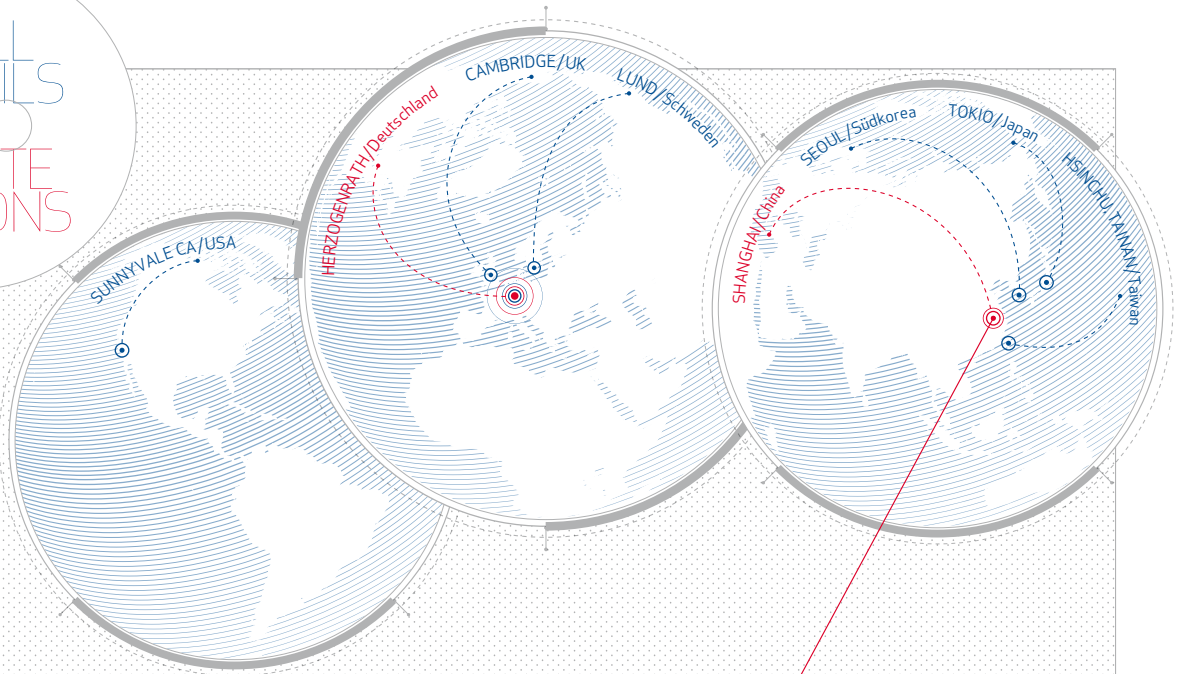 SUNNYVALE CA/USA
HERZOGENRATH/Deutschland
CAMBRIDGE/UK
LUND/Schweden
SHANGHAI/China
SEOUL/Südkorea
TOKIO/Japan
HSINCHU,TAINAN/Taiwan